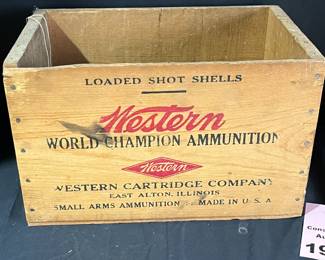 LOADED SHOT SHELLS
Western
WORLD CHAMPION AMMUNITION
Western
WESTERN CARTRIDGE COMPANY
EAST ALTON, ILLINOIS
SMALL ARMS AMMUNITION MADE IN U. S. A